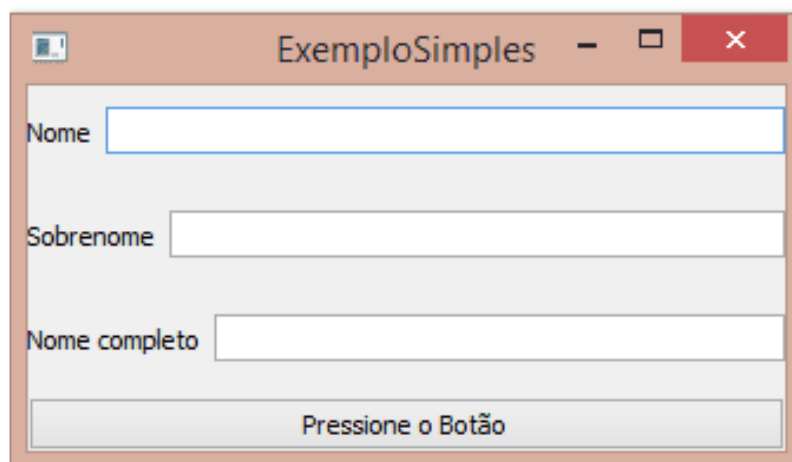 ExemploSimples
Nome
Sobrenome
Nome completo
Pressione o Botão